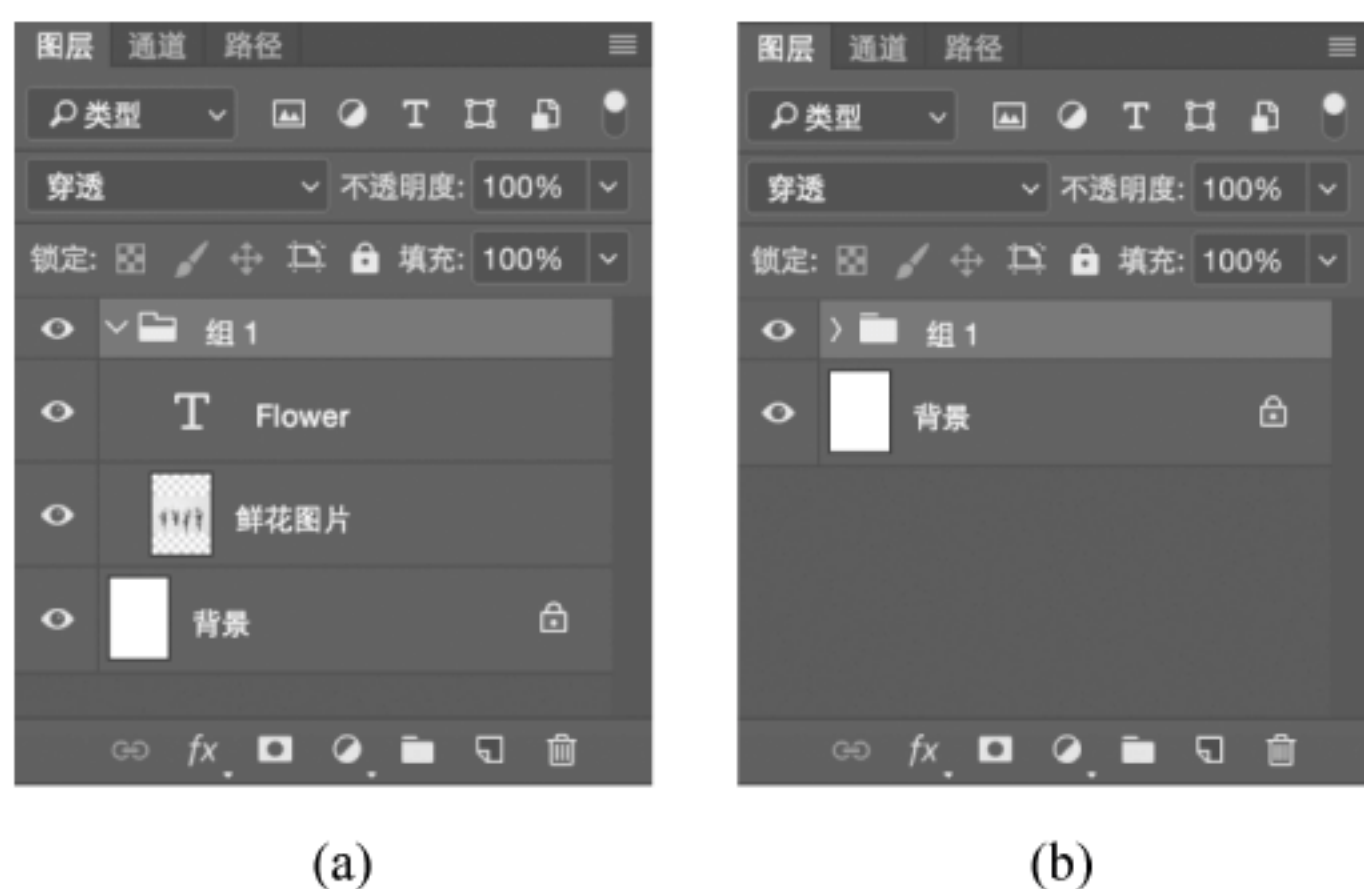 图层 通道 路径
类型
穿透 不透明度: 100%
锁定: 填充: 100%
组 1
T Flower
鲜花图片
背景
fx
(a)
图层 通道 路径
类型
穿透 不透明度: 100%
锁定: 填充: 100%
组 1
背景
fx
(b)